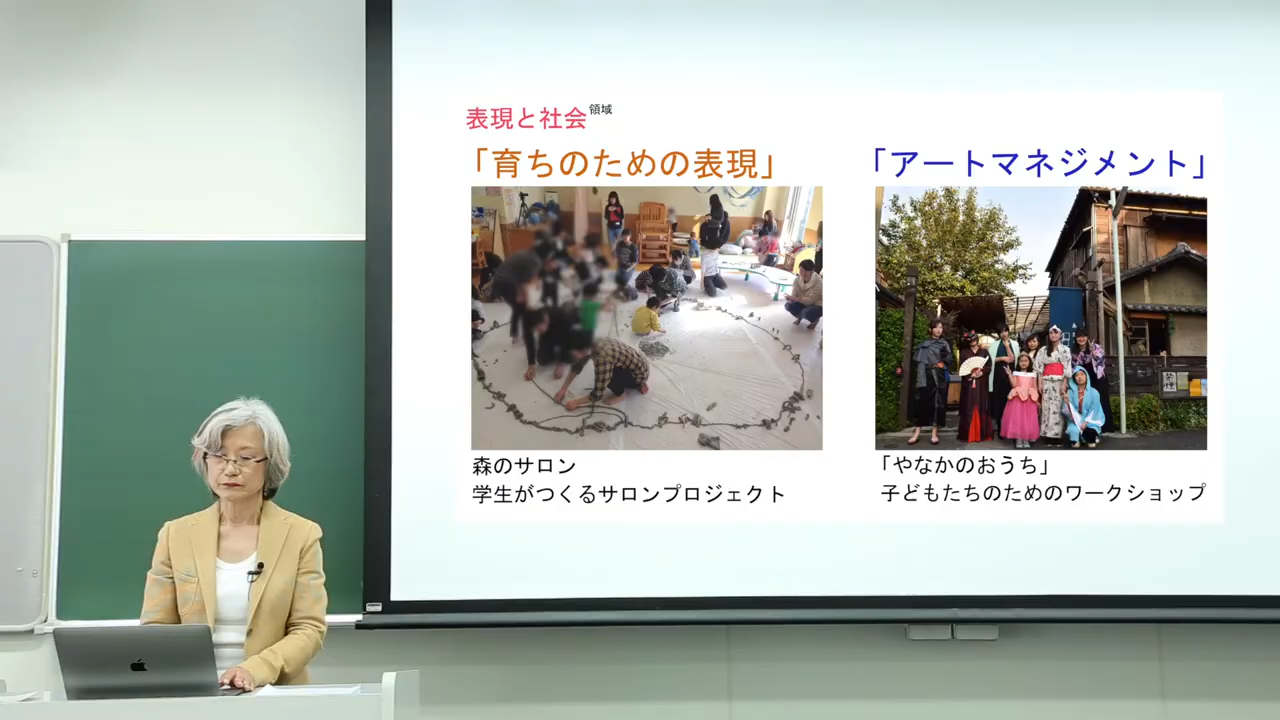 表現と社会領域
「育ちのための表現」
「アートマネジメント」
森のサロン
学生がつくるサロンプロジェクト
「やなかのおうち」
子どもたちのためのワークショップ